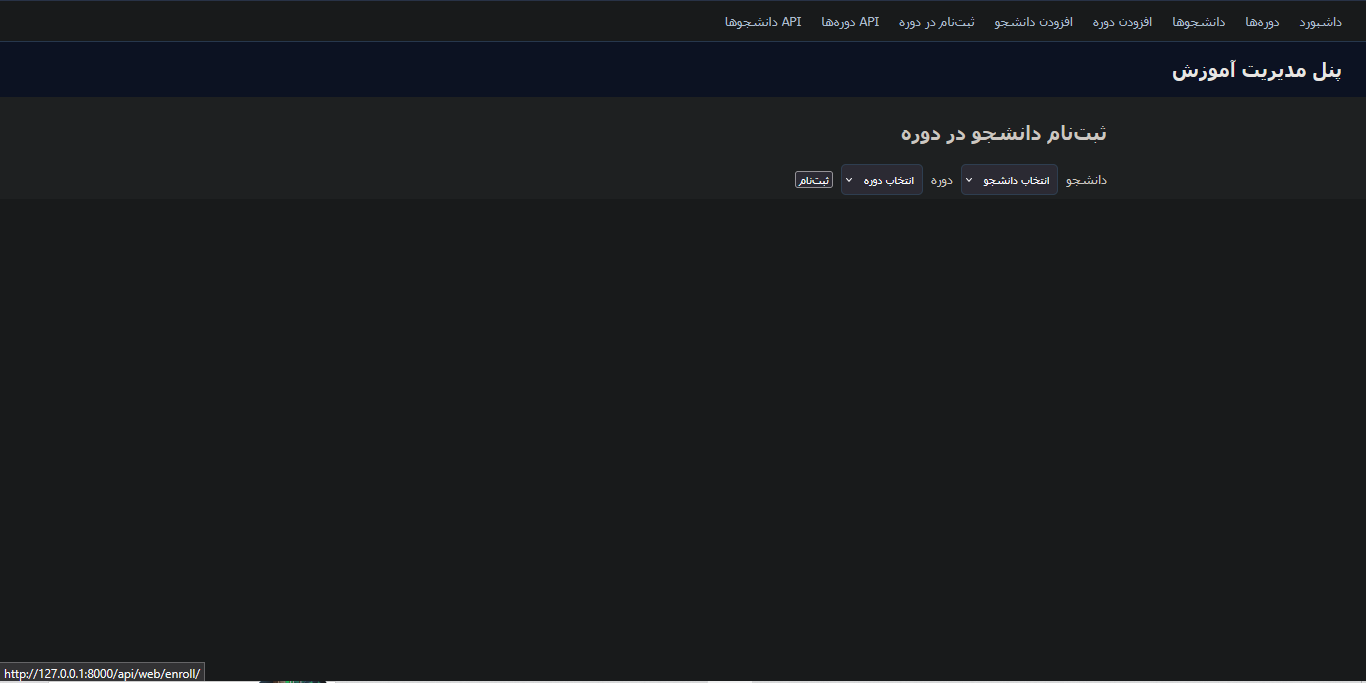 داشبورد دوره‌ها دانشجوها افزودن دوره افزودن دانشجو ثبت‌نام در دوره API دوره‌ها API دانشجوها
پنل مدیریت آموزش
ثبت‌نام دانشجو در دوره
دانشجو انتخاب دانشجو دوره انتخاب دوره ثبت‌نام
http://127.0.0.1:8000/api/web/enroll/